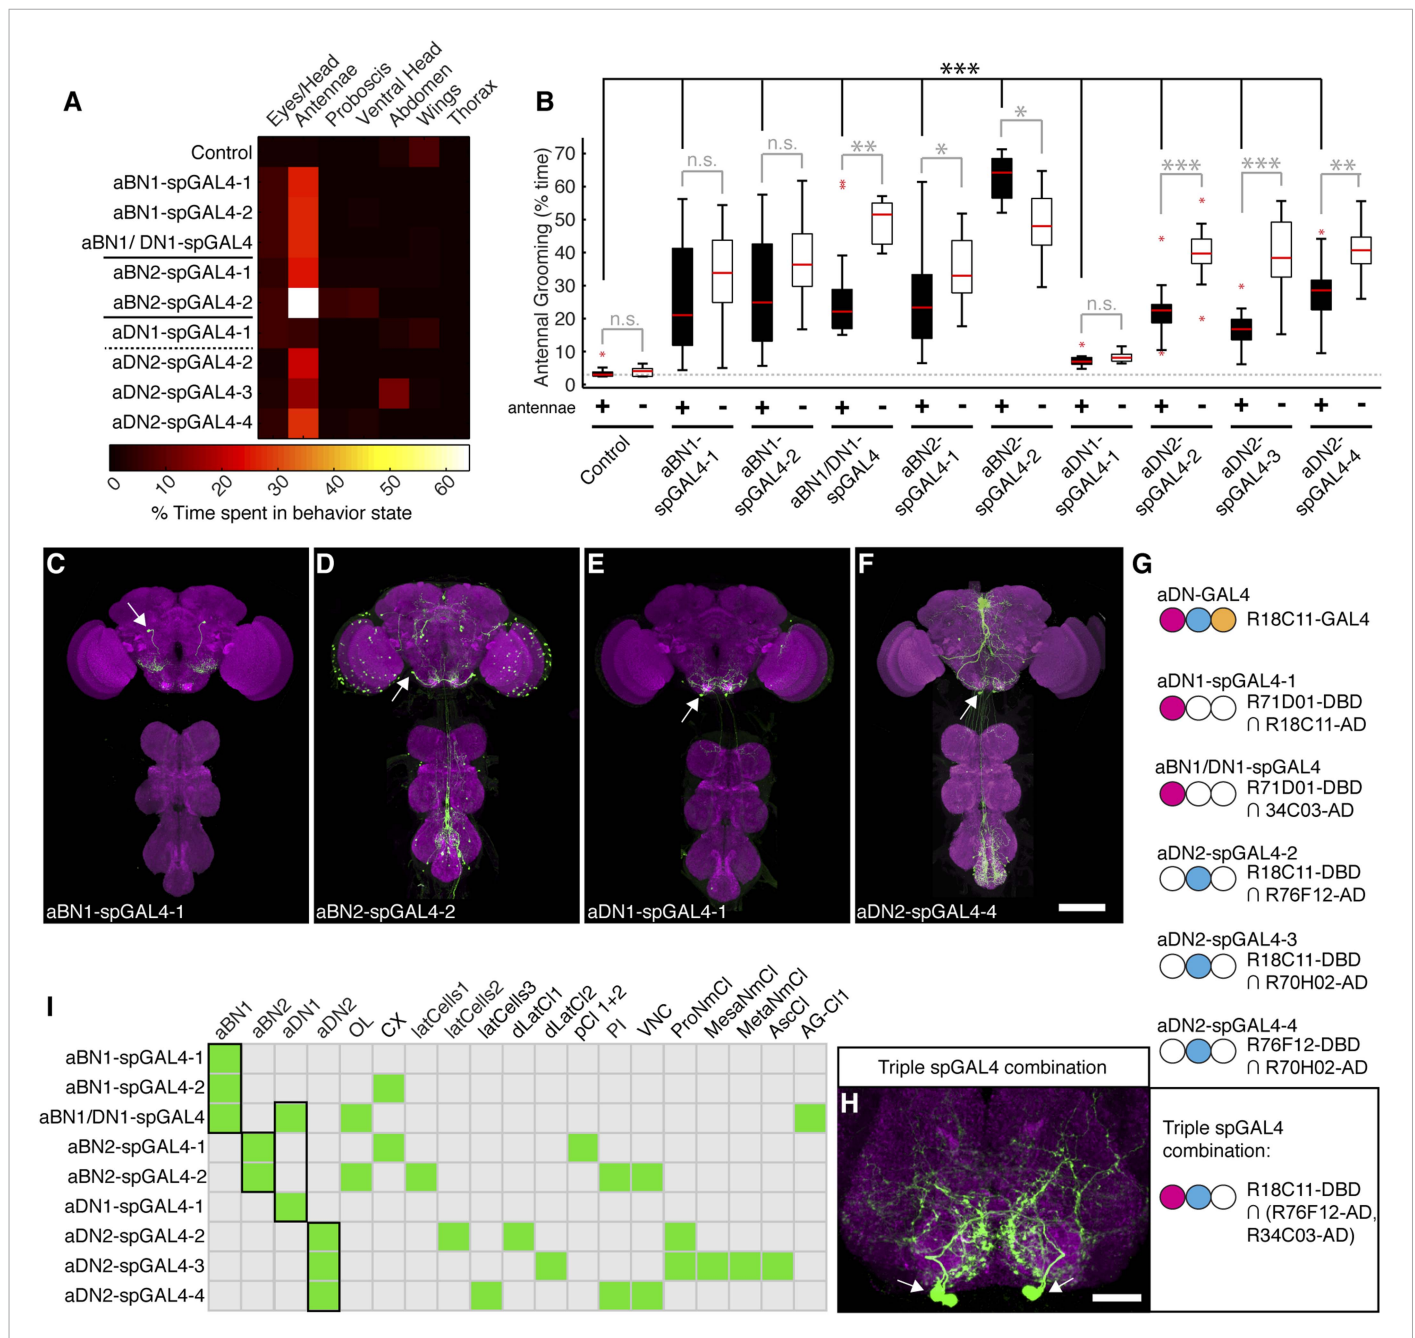 A
Eyes/Head
Antennae
Proboscis
Ventral Head
Abdomen
Wings
Thorax
Control
aBN1-spGAL4-1
aBN1-spGAL4-2
aBN1/ DN1-spGAL4
aBN2-spGAL4-1
aBN2-spGAL4-2
aDN1-spGAL4-1
aDN2-spGAL4-2
aDN2-spGAL4-3
aDN2-spGAL4-4
0 10 20 30 40 50 60
% Time spent in behavior state
B
***
Antennal Grooming (% time)
70
60
50
40
30
20
10
0
n.s.
n.s.
n.s.
**
*
*
n.s.
***
***
**
antennae + - + - + - + - + - + - + - + - + - + -
Control
aBN1-
spGAL4-1
aBN1-
spGAL4-2
aBN1/DN1-
spGAL4
aBN2-
spGAL4-1
aBN2-
spGAL4-2
aDN1-
spGAL4-1
aDN2-
spGAL4-2
aDN2-
spGAL4-3
aDN2-
spGAL4-4
C
aBN1-spGAL4-1
D
aBN2-spGAL4-2
E
aDN1-spGAL4-1
F
aDN2-spGAL4-4
G
aDN-GAL4
R18C11-GAL4
aDN1-spGAL4-1
R71D01-DBD
∩ R18C11-AD
aBN1/DN1-spGAL4
R71D01-DBD
∩ 34C03-AD
aDN2-spGAL4-2
R18C11-DBD
∩ R76F12-AD
aDN2-spGAL4-3
R18C11-DBD
∩ R70H02-AD
aDN2-spGAL4-4
R76F12-DBD
∩ R70H02-AD
Triple spGAL4 combination
H
Triple spGAL4
combination:
R18C11-DBD
∩ (R76F12-AD,
R34C03-AD)
I
aBN1
aBN2
aDN1
aDN2
OL
CX
latCells1
latCells2
latCells3
dLatCl1
dLatCl2
pCl 1+2
PI
VNC
ProNmCl
MesaNmCl
MetaNmCl
AscCl
AG-Cl1
aBN1-spGAL4-1
aBN1-spGAL4-2
aBN1/DN1-spGAL4
aBN2-spGAL4-1
aBN2-spGAL4-2
aDN1-spGAL4-1
aDN2-spGAL4-2
aDN2-spGAL4-3
aDN2-spGAL4-4